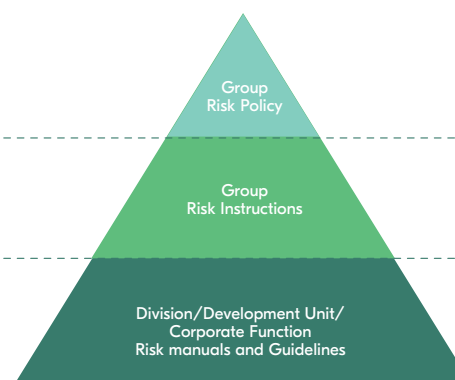 Group
Risk Policy
Group
Risk Instructions
Division/Development Unit/
Corporate Function
Risk manuals and Guidelines